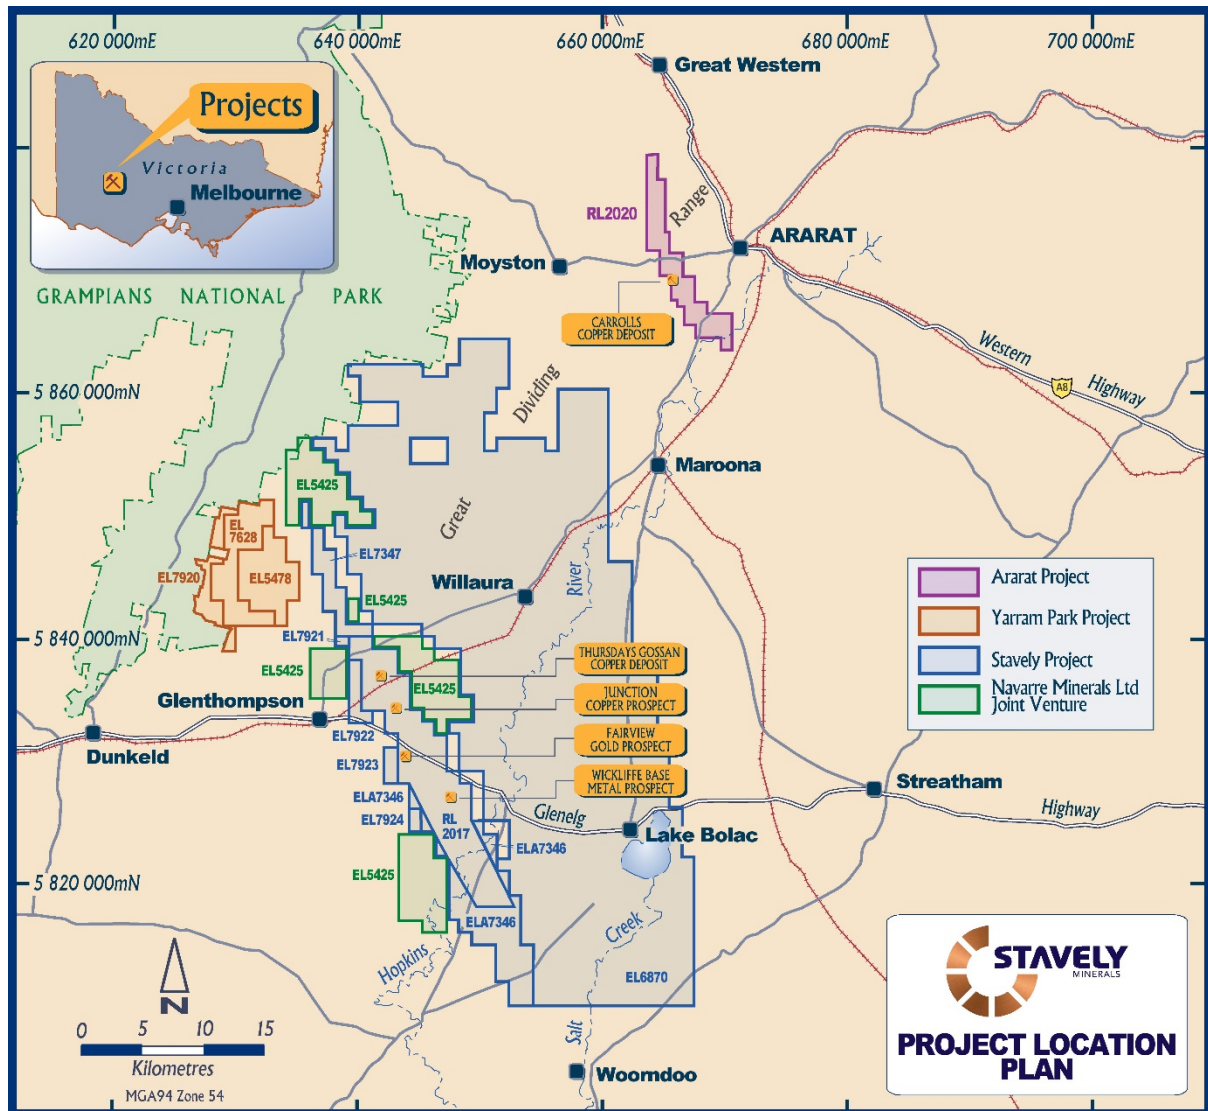 620 000mE
640 000mE
660 000mE
680 000mE
700 000mE
Great Western
Projects
Victoria
Melbourne
RL2020
Range
ARARAT
Moyston
GRAMPIANS NATIONAL PARK
CARROLLS
COPPER DEPOSIT
Western
Highway
A8
5 860 000mN
Dividing
Maroona
EL5425
Great
EL
7628
EL7347
EL7920
EL5478
Willaura
River
EL5425
Ararat Project
Yarram Park Project
Stavely Project
Navarre Minerals Ltd
Joint Venture
5 840 000mN
EL7921
THURSDAYS GOSSAN
COPPER DEPOSIT
EL5425
EL5425
JUNCTION
COPPER PROSPECT
Glenthompson
EL7922
FAIRVIEW
GOLD PROSPECT
Dunkeld
EL7923
WICKLIFFE BASE
METAL PROSPECT
Streatham
ELA7346
EL7924
RL
2017
Glenelg
Highway
Lake Bolac
ELA7346
EL5425
5 820 000mN
ELA7346
Creek
Hopkins
EL6870
N
STAVELY
MINERALS
0 5 10 15
Kilometres
MGA94 Zone 54
Salt
PROJECT LOCATION
PLAN
Woorndoo